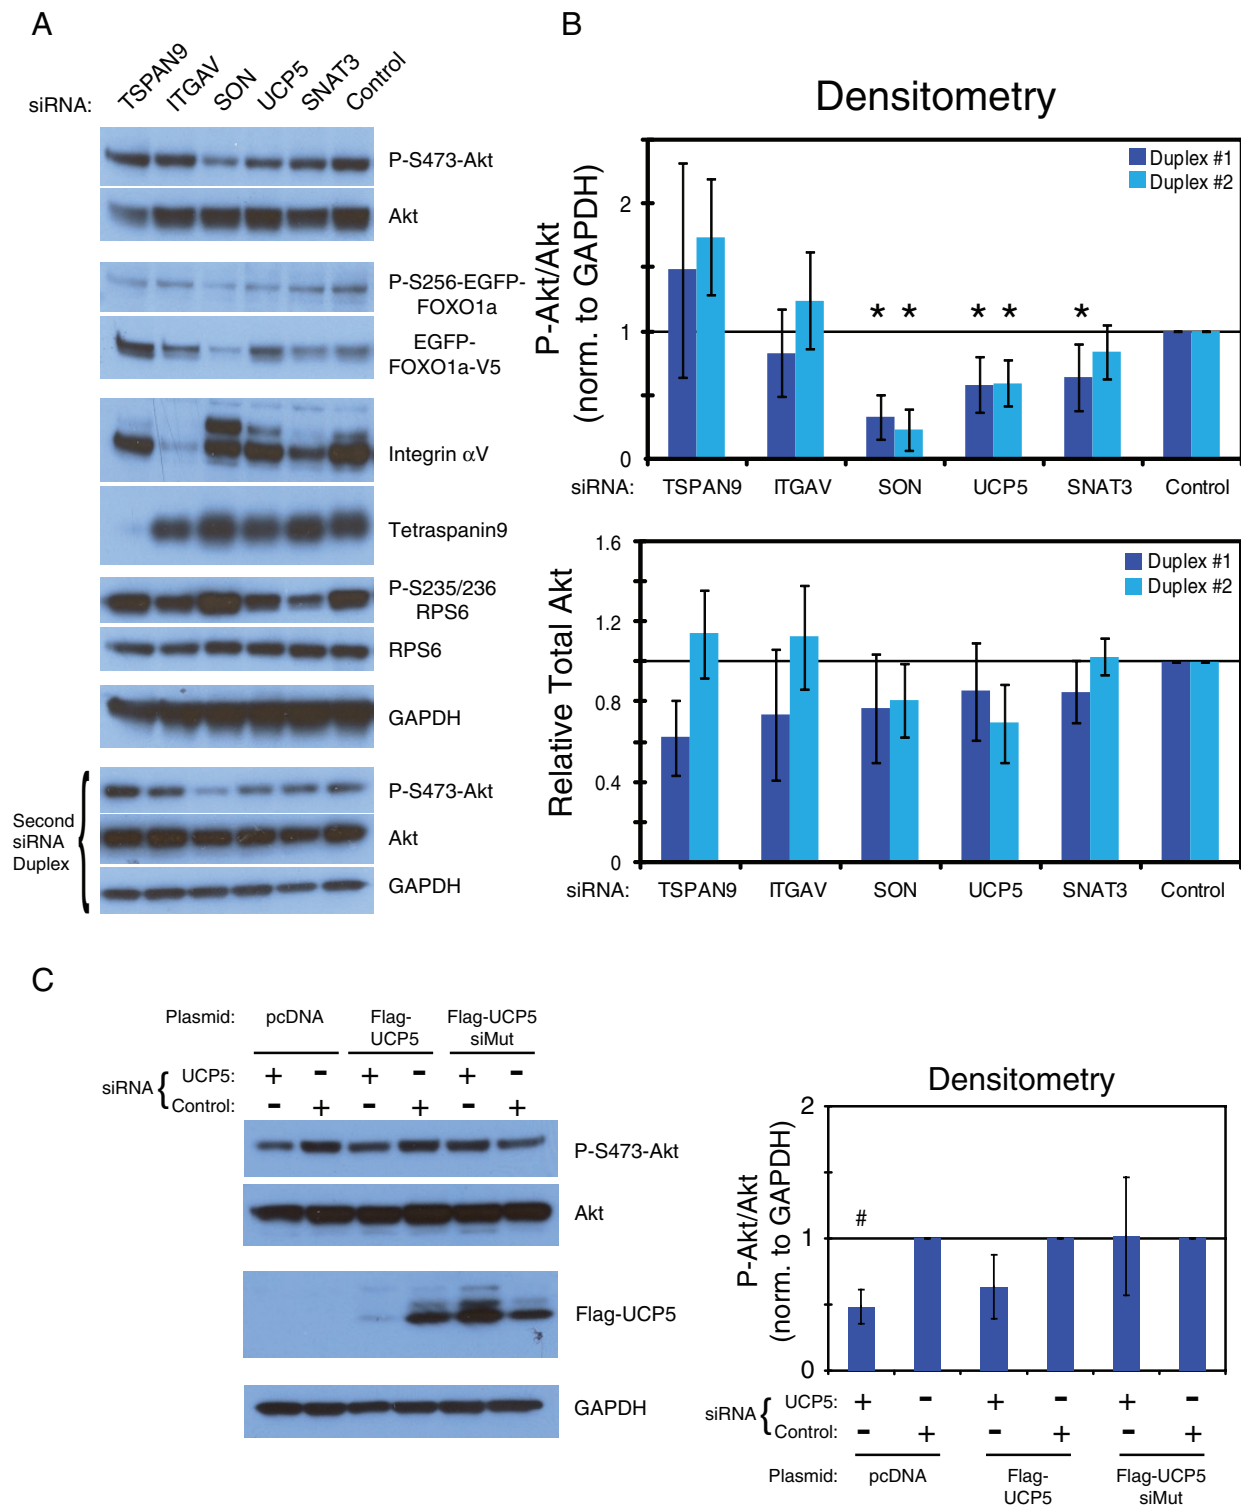 A
siRNA:
TSPAN9
ITGAV
SON
UCP5
SNAT3
Control
P-S473-Akt
Akt
P-S256-EGFP-
FOXO1a
EGFP-
FOXO1a-V5
Integrin αV
Tetraspanin9
P-S235/236
RPS6
RPS6
GAPDH
Second
siRNA
Duplex
P-S473-Akt
Akt
GAPDH
B
Densitometry
P-Akt/Akt
(norm. to GAPDH)
2
1
0
Duplex #1
Duplex #2
* * * * *
siRNA: TSPAN9 ITGAV SON UCP5 SNAT3 Control
Relative Total Akt
1.6
1.2
0.8
0.4
0
Duplex #1
Duplex #2
siRNA: TSPAN9 ITGAV SON UCP5 SNAT3 Control
C
Plasmid: pcDNA Flag- Flag-UCP5
UCP5 siMut
siRNA { UCP5: + - + - + -
Control: - + - + - +
P-S473-Akt
Akt
Flag-UCP5
GAPDH
Densitometry
P-Akt/Akt
(norm. to GAPDH)
2
1
0
#
siRNA { UCP5: + - + - + -
Control: - + - + - +
Plasmid: pcDNA Flag- Flag-UCP5
UCP5 siMut